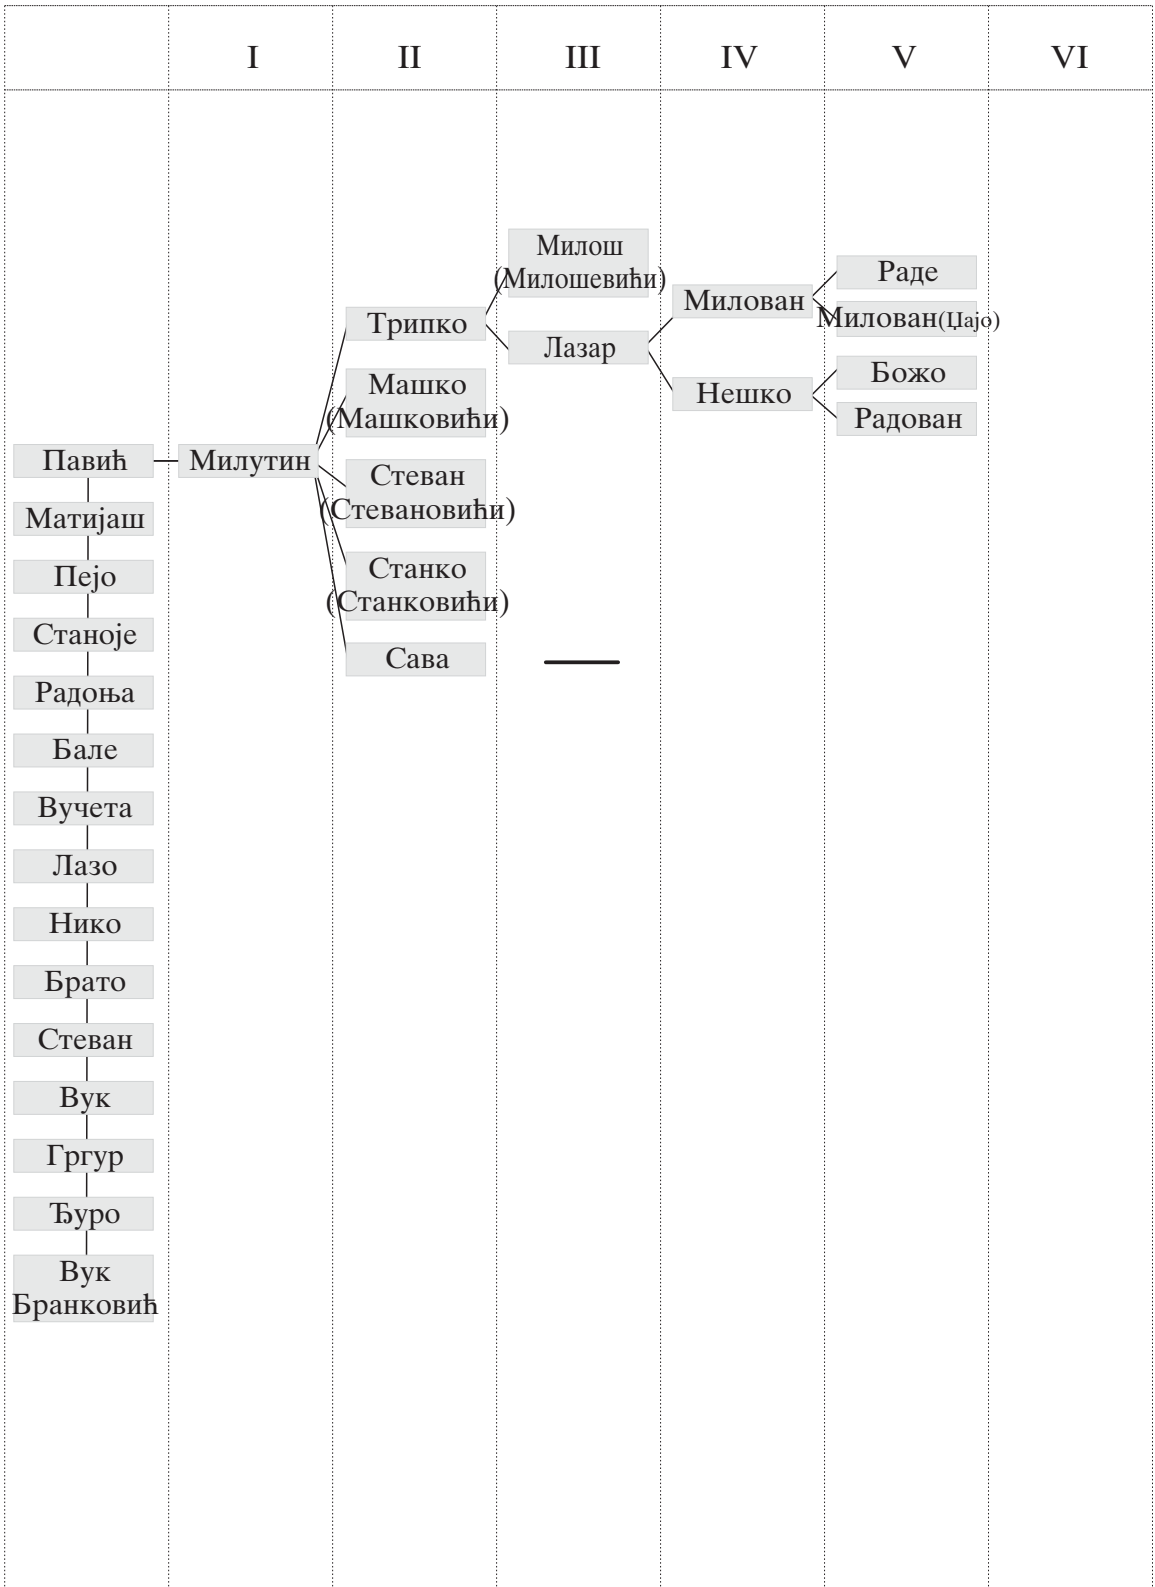 I II III IV V VI
Милош
(Милошевићи)
Раде
Милован
Милован(Џајо)
Трипко
Лазар
Божо
Машко
(Машковићи)
Нешко
Радован
Павић
Милутин
Стеван
(Стевановићи)
Матијаш
Станко
(Станковићи)
Пејо
Станоје
Сава
Радоња
Бале
Вучета
Лазо
Нико
Брато
Стеван
Вук
Гргур
Ђуро
Вук
Бранковић